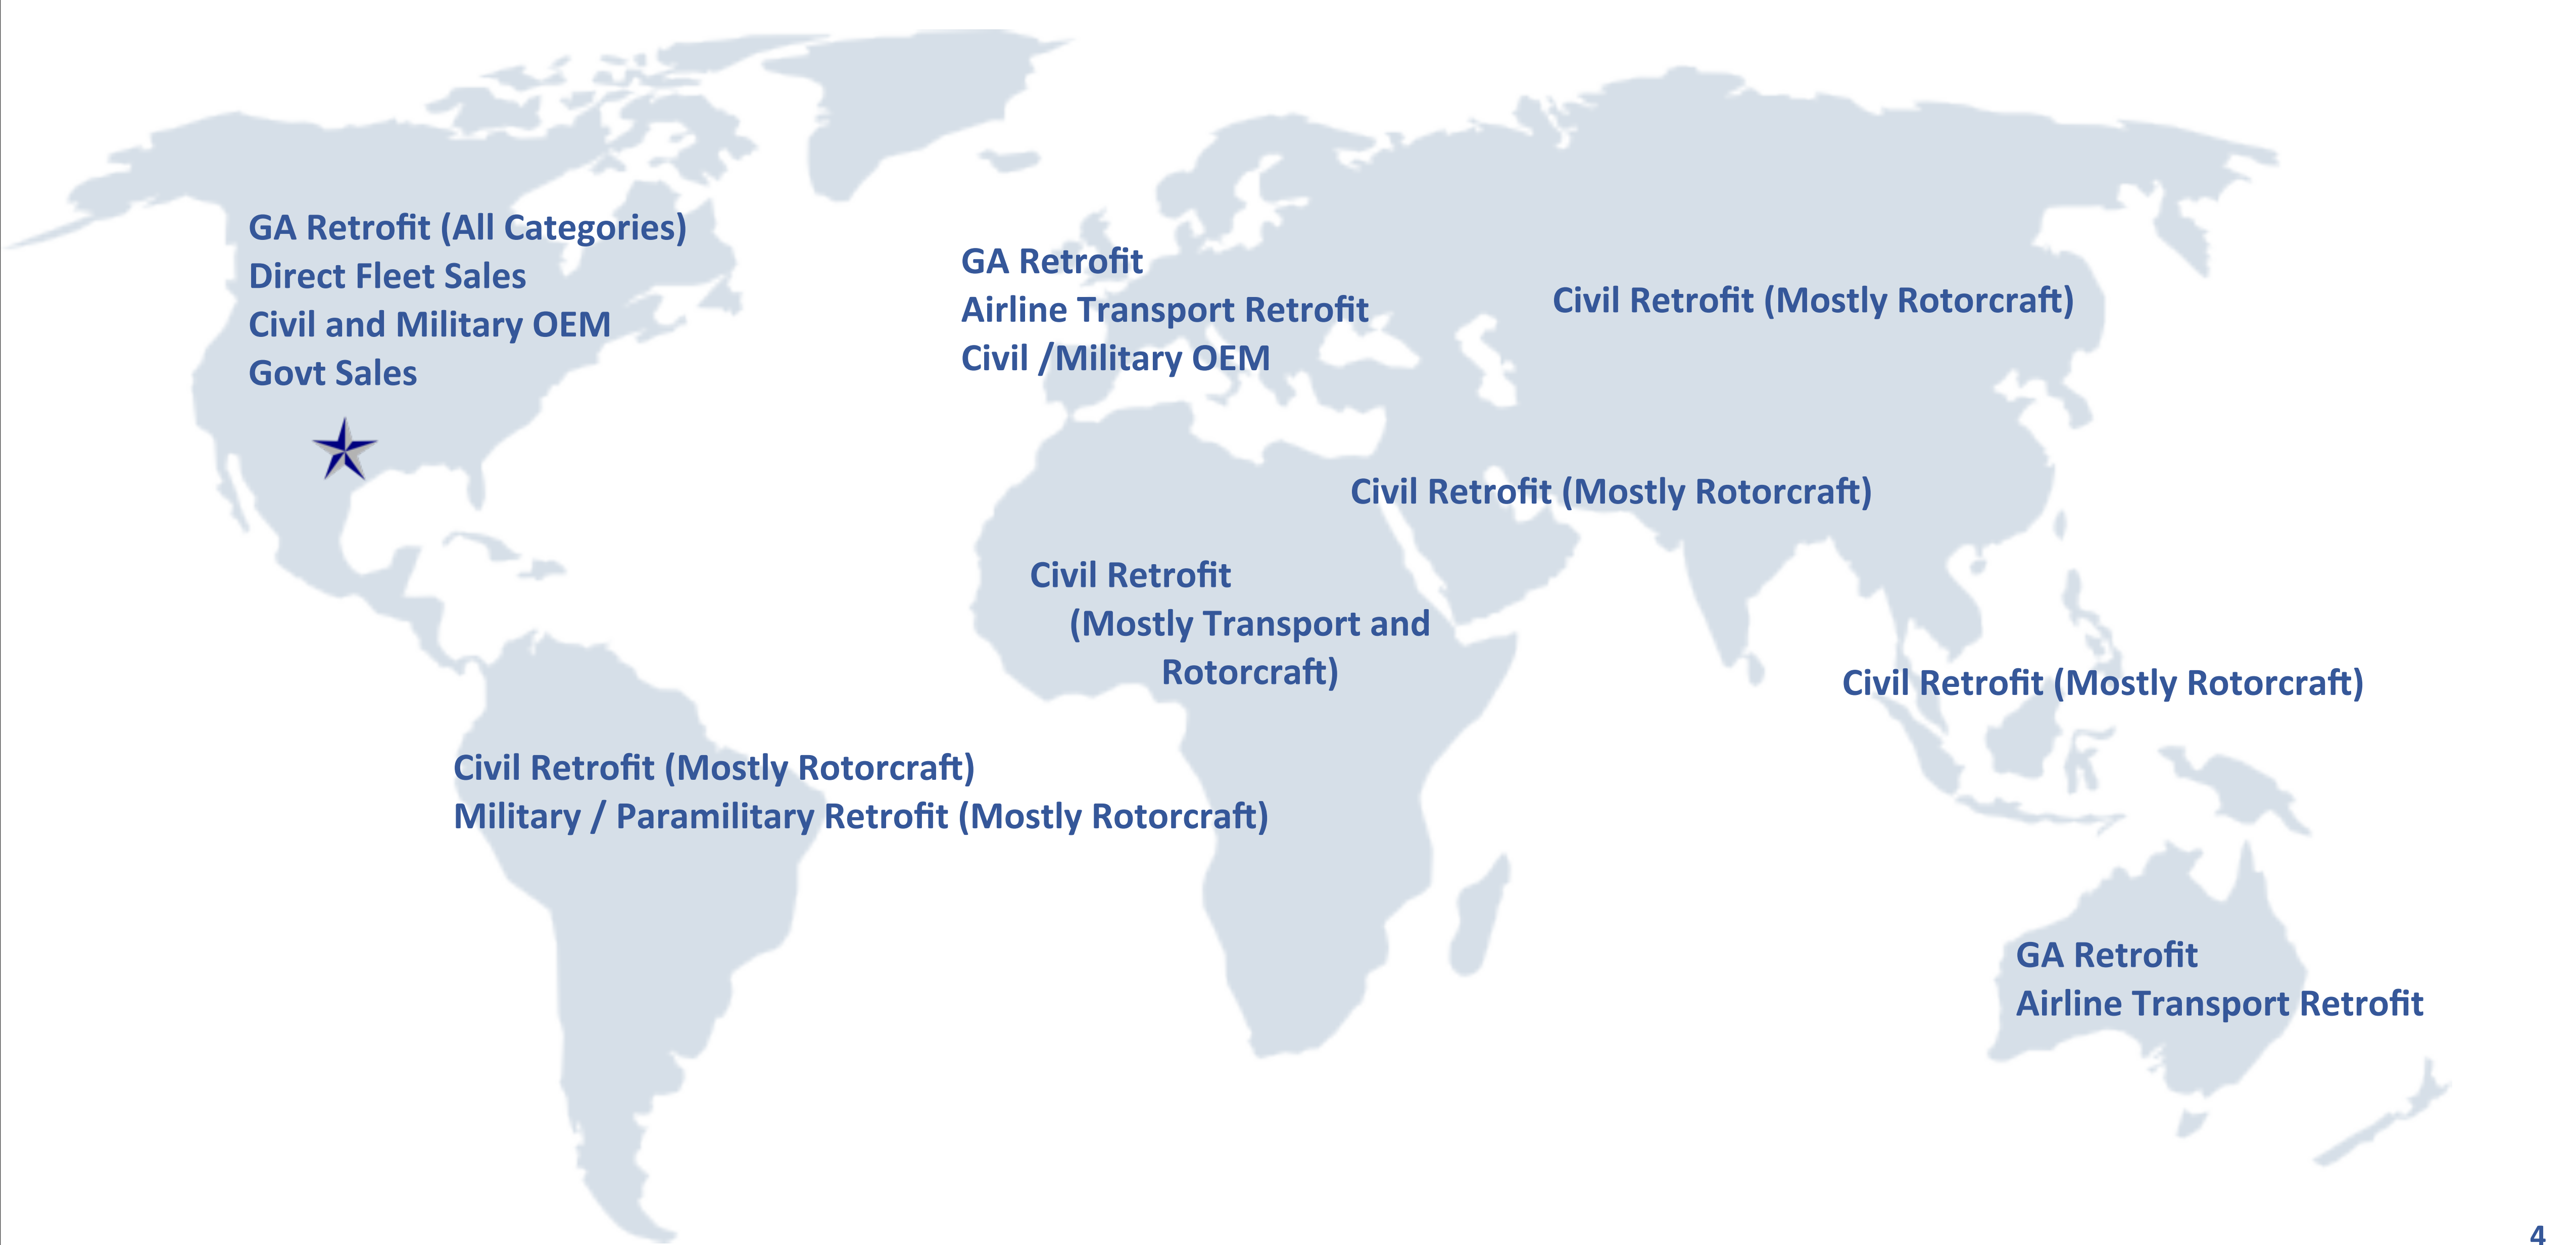 GA Retrofit (All Categories)
Direct Fleet Sales
Civil and Military OEM
Govt Sales
GA Retrofit
Airline Transport Retrofit
Civil /Military OEM
Civil Retrofit (Mostly Rotorcraft)
Civil Retrofit (Mostly Rotorcraft)
Civil Retrofit
(Mostly Transport and
Rotorcraft)
Civil Retrofit (Mostly Rotorcraft)
Civil Retrofit (Mostly Rotorcraft)
Military / Paramilitary Retrofit (Mostly Rotorcraft)
GA Retrofit
Airline Transport Retrofit
4